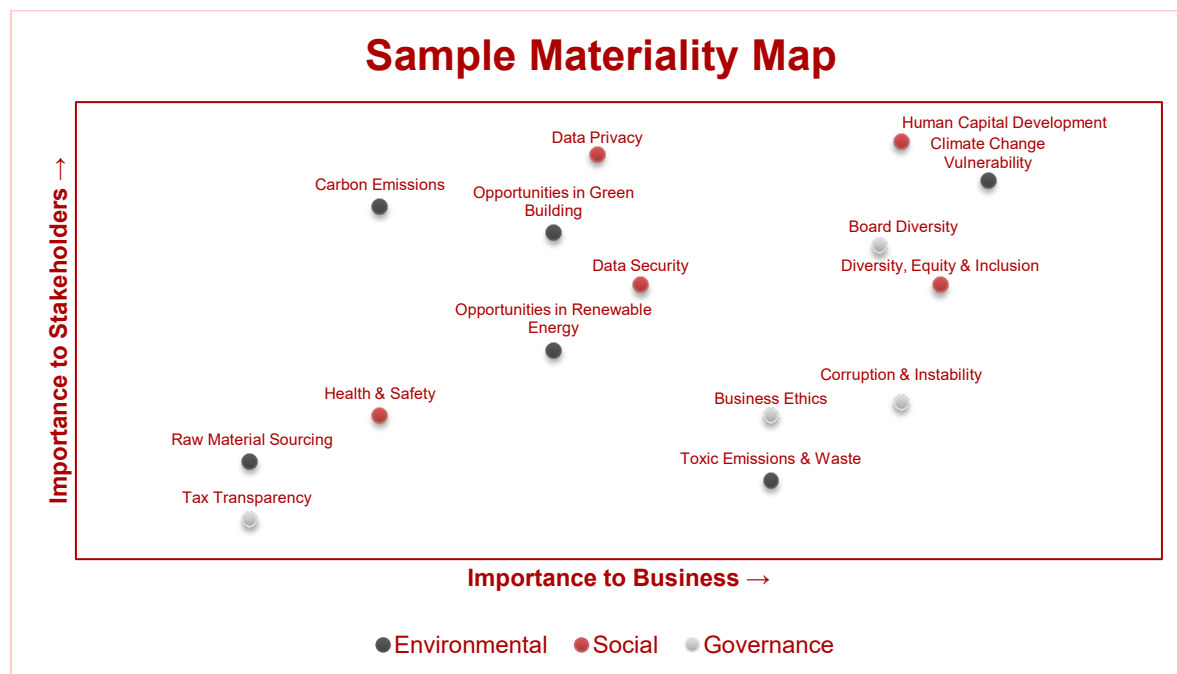 Sample Materiality Map
Importance to Stakeholders →
Human Capital Development
Data Privacy
Climate Change
Vulnerability
Carbon Emissions
Opportunities in Green
Building
Board Diversity
Data Security
Diversity, Equity & Inclusion
Opportunities in Renewable
Energy
Corruption & Instability
Health & Safety
Business Ethics
Raw Material Sourcing
Toxic Emissions & Waste
Tax Transparency
Importance to Business →
Environmental
Social
Governance